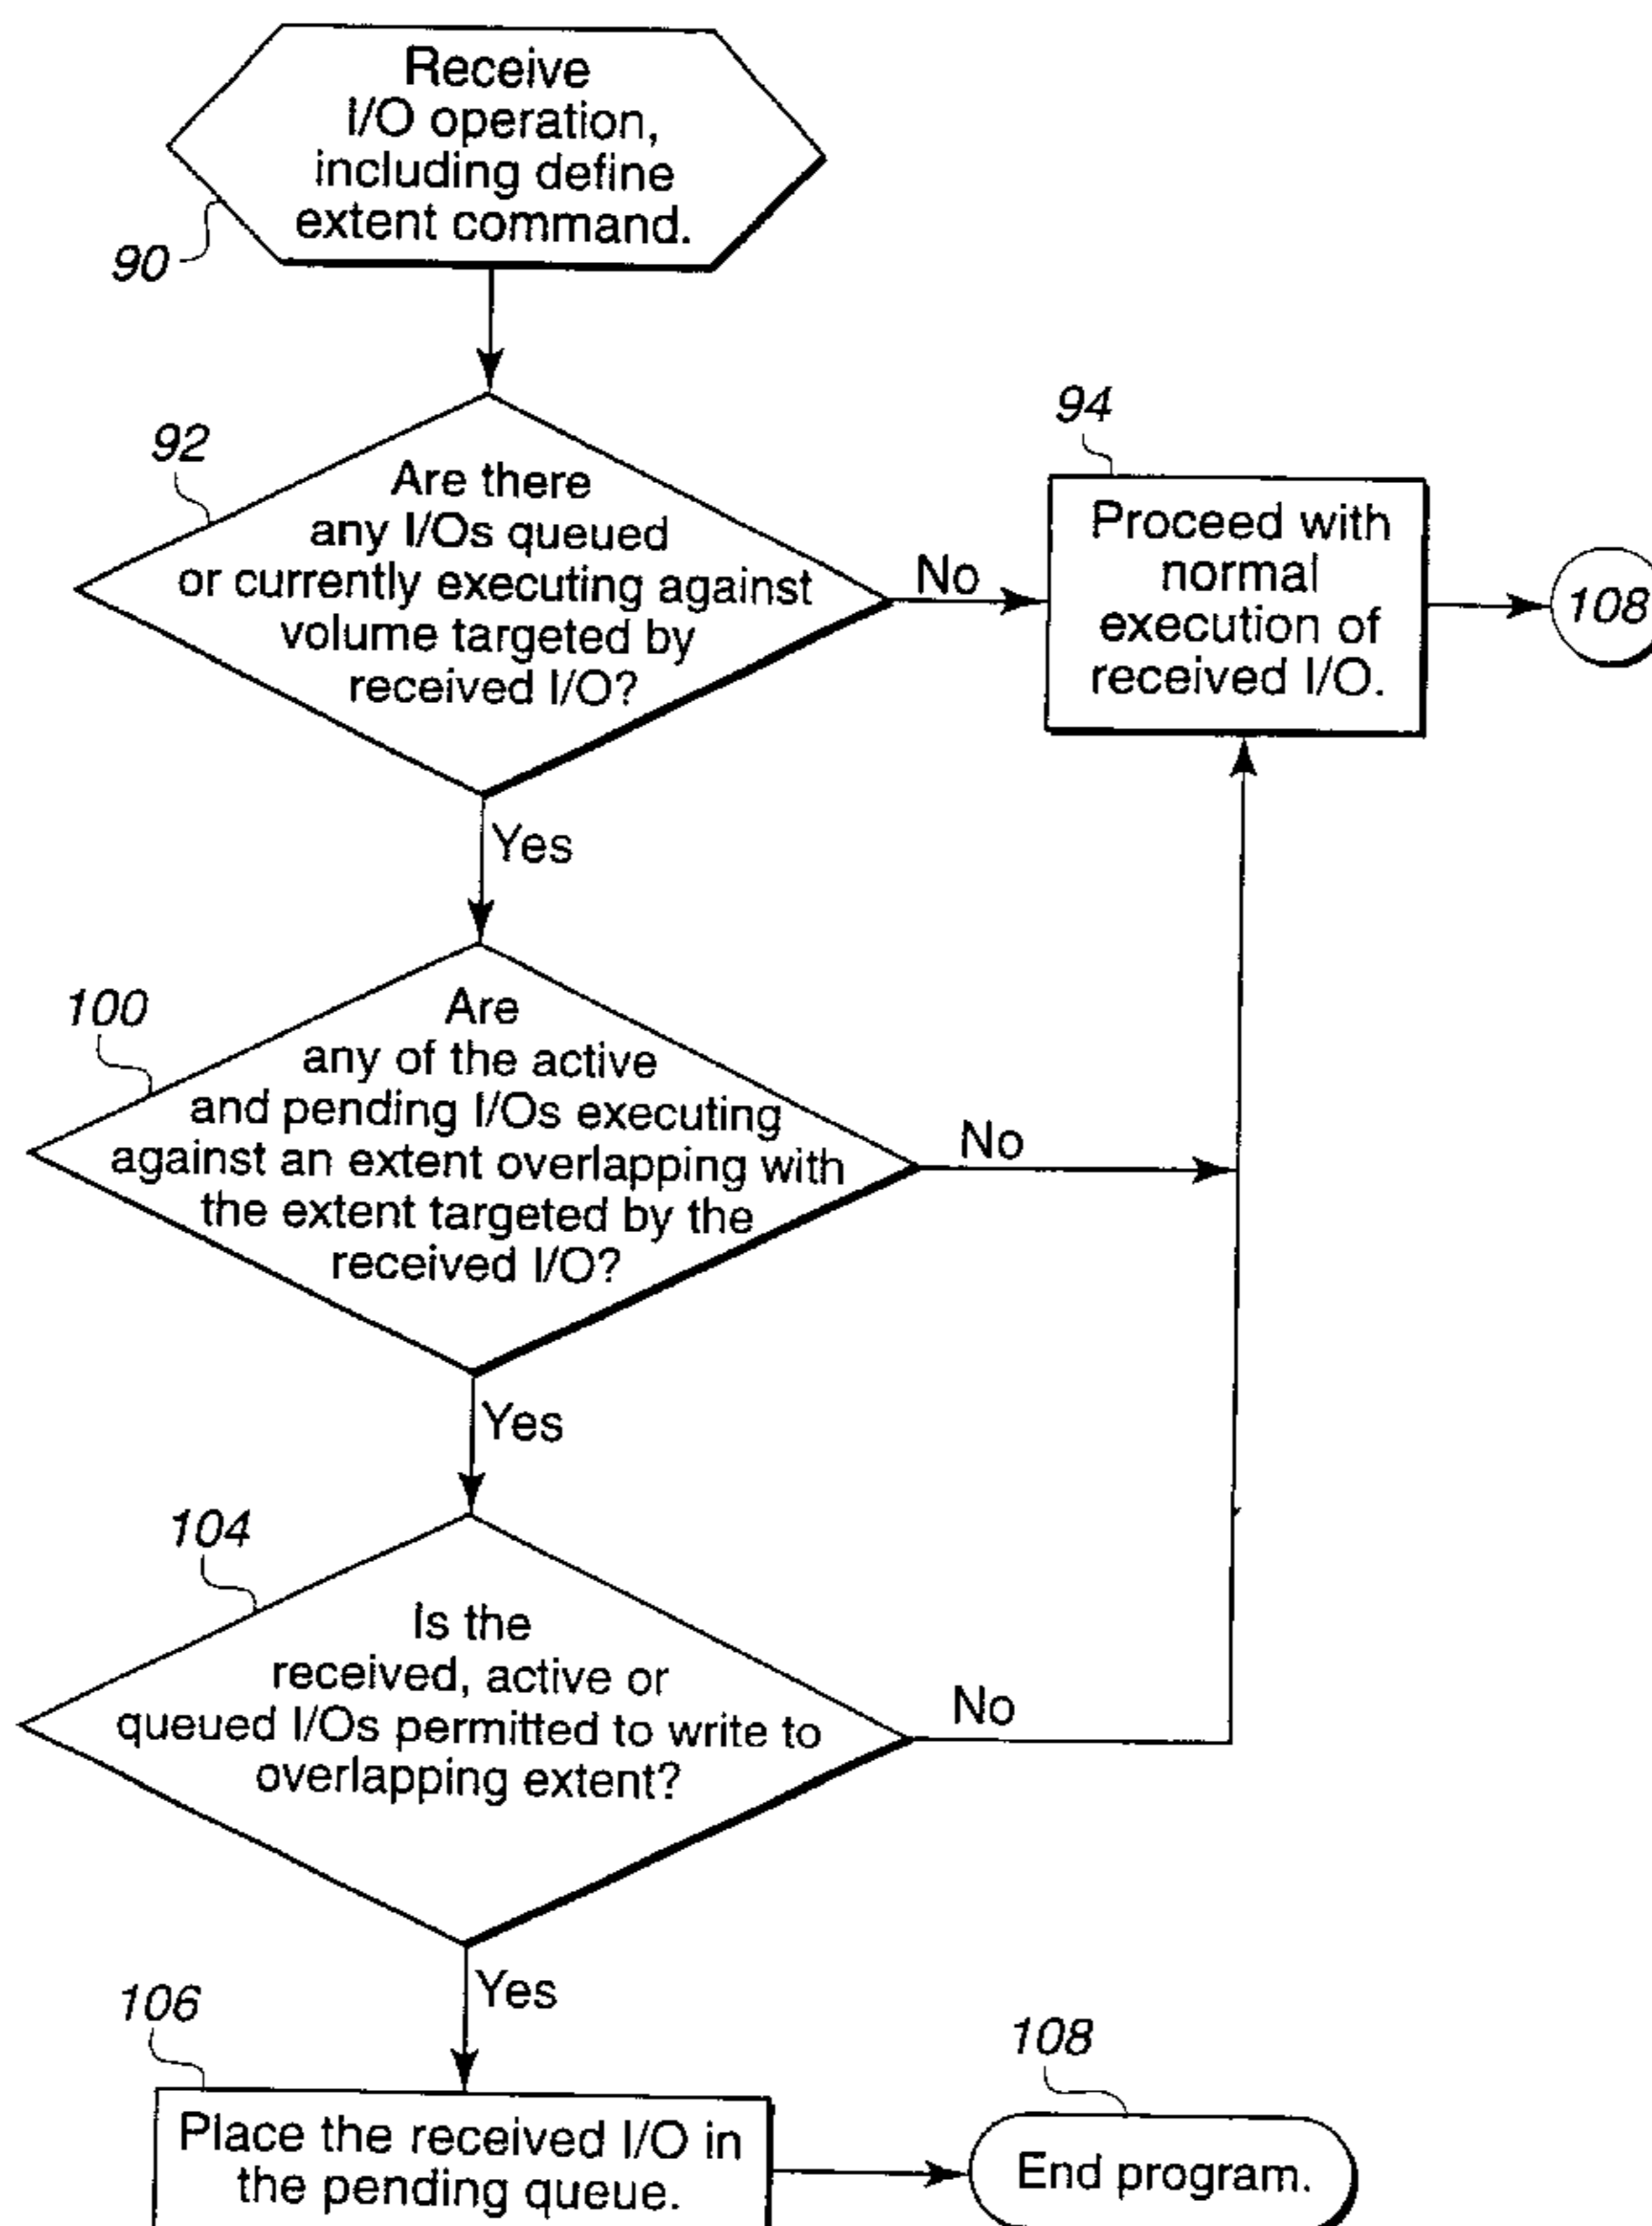 Receive
I/O operation,
including define
extent command.
90
92
Are there
any I/Os queued
or currently executing against
volume targeted by
received I/O?
No
94
Proceed with
normal
execution of
received I/O.
108
Yes
100
Are
any of the active
and pending I/Os executing
against an extent overlapping with
the extent targeted by the
received I/O?
No
Yes
104
Is the
received, active or
queued I/Os permitted to write to
overlapping extent?
No
Yes
106
Place the received I/O in
the pending queue.
108
End program.